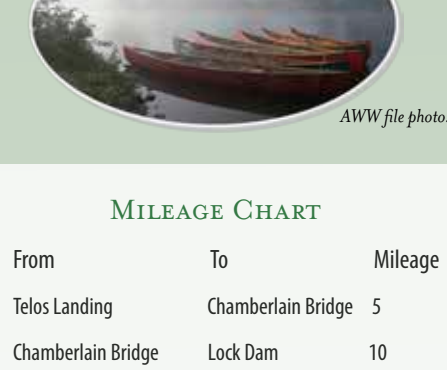 AWW file photo.
Mileage Chart
From To Mileage
Telos Landing Chamberlain Bridge 5
Chamberlain Bridge Lock Dam 10